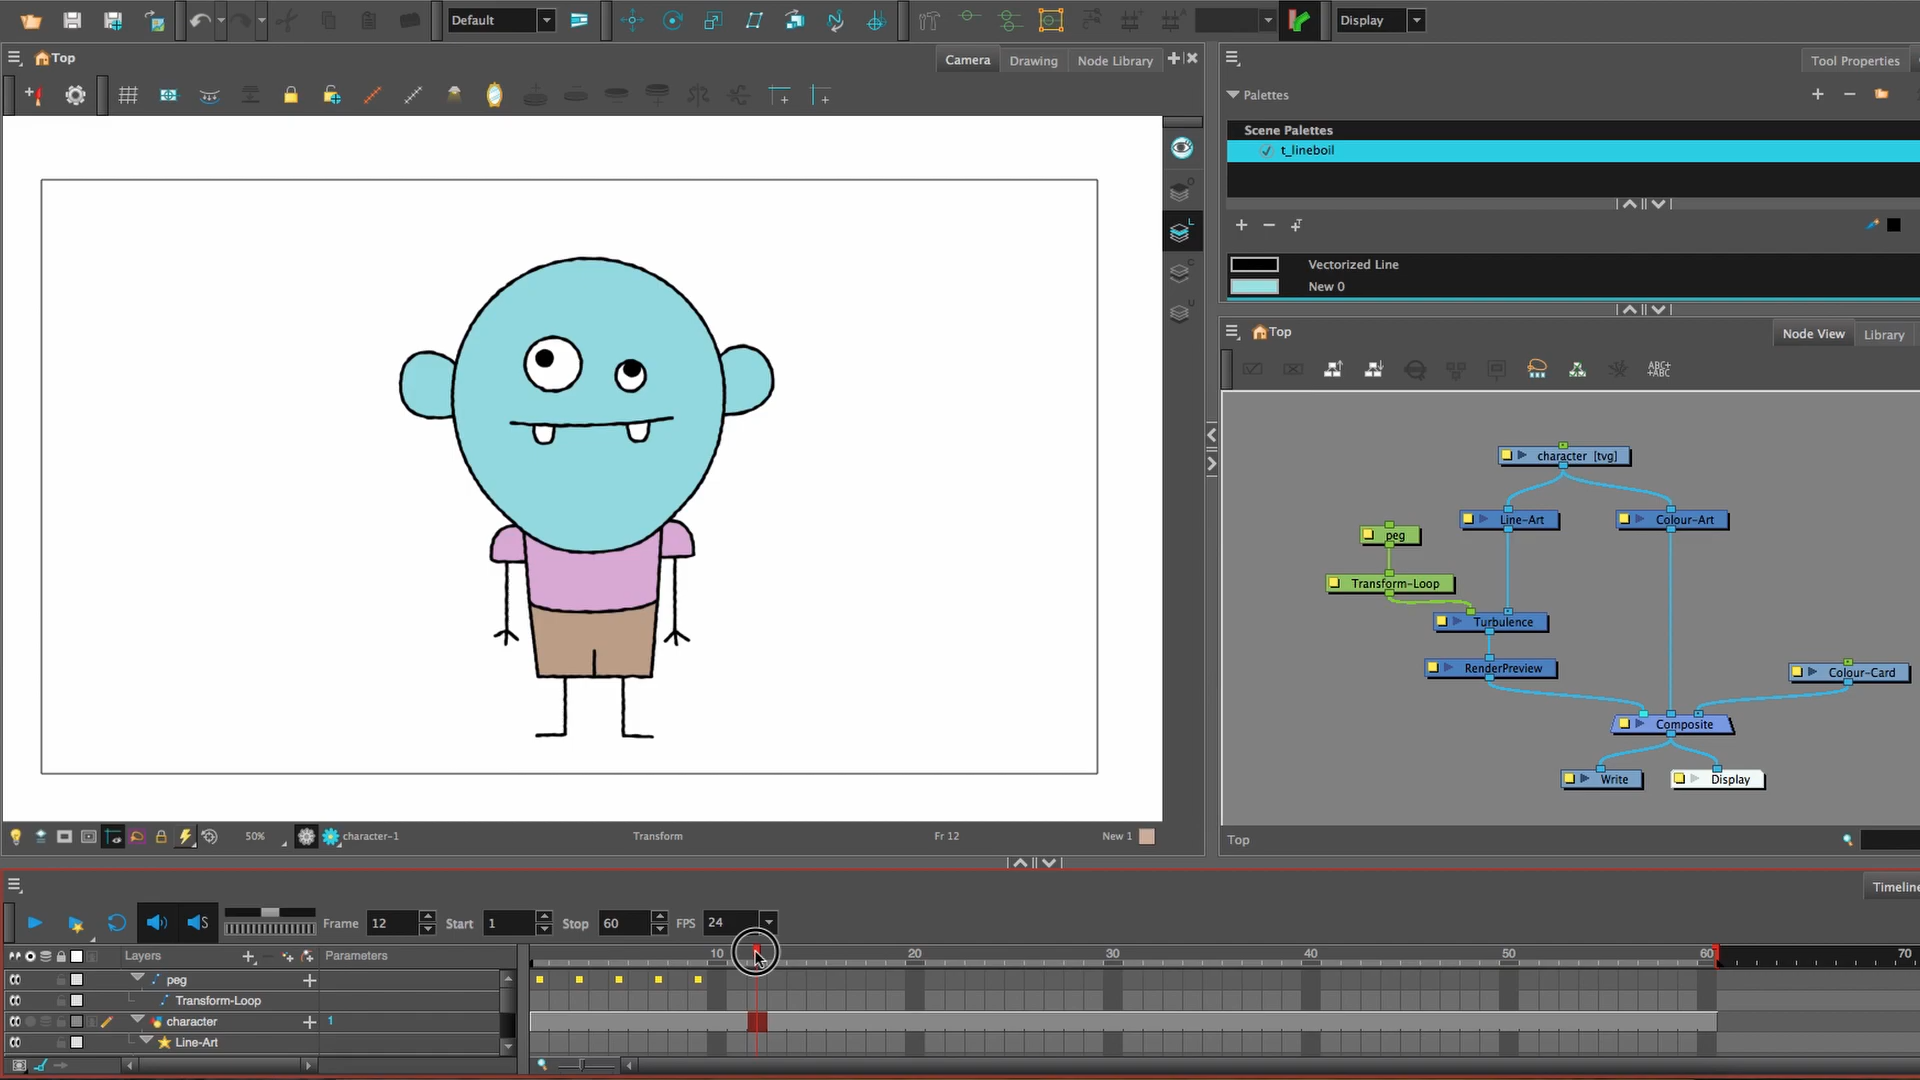 Default
Display
Top
Camera
Drawing
Node Library
Tool Properties
Palettes
Scene Palettes
t_lineboil
Vectorized Line
New 0
Top
Node View
Library
ABC+
+ABC
character [tvg]
Line-Art
Colour-Art
peg
Transform-Loop
Turbulence
RenderPreview
Colour-Card
Composite
Write
Display
50%
character-1
Transform
Fr 12
New 1
Top
Timeline
Frame 12
Start 1
Stop 60
FPS 24
Layers
Parameters
10 20 30 40 50 60 70
peg
Transform-Loop
character
1
Line-Art